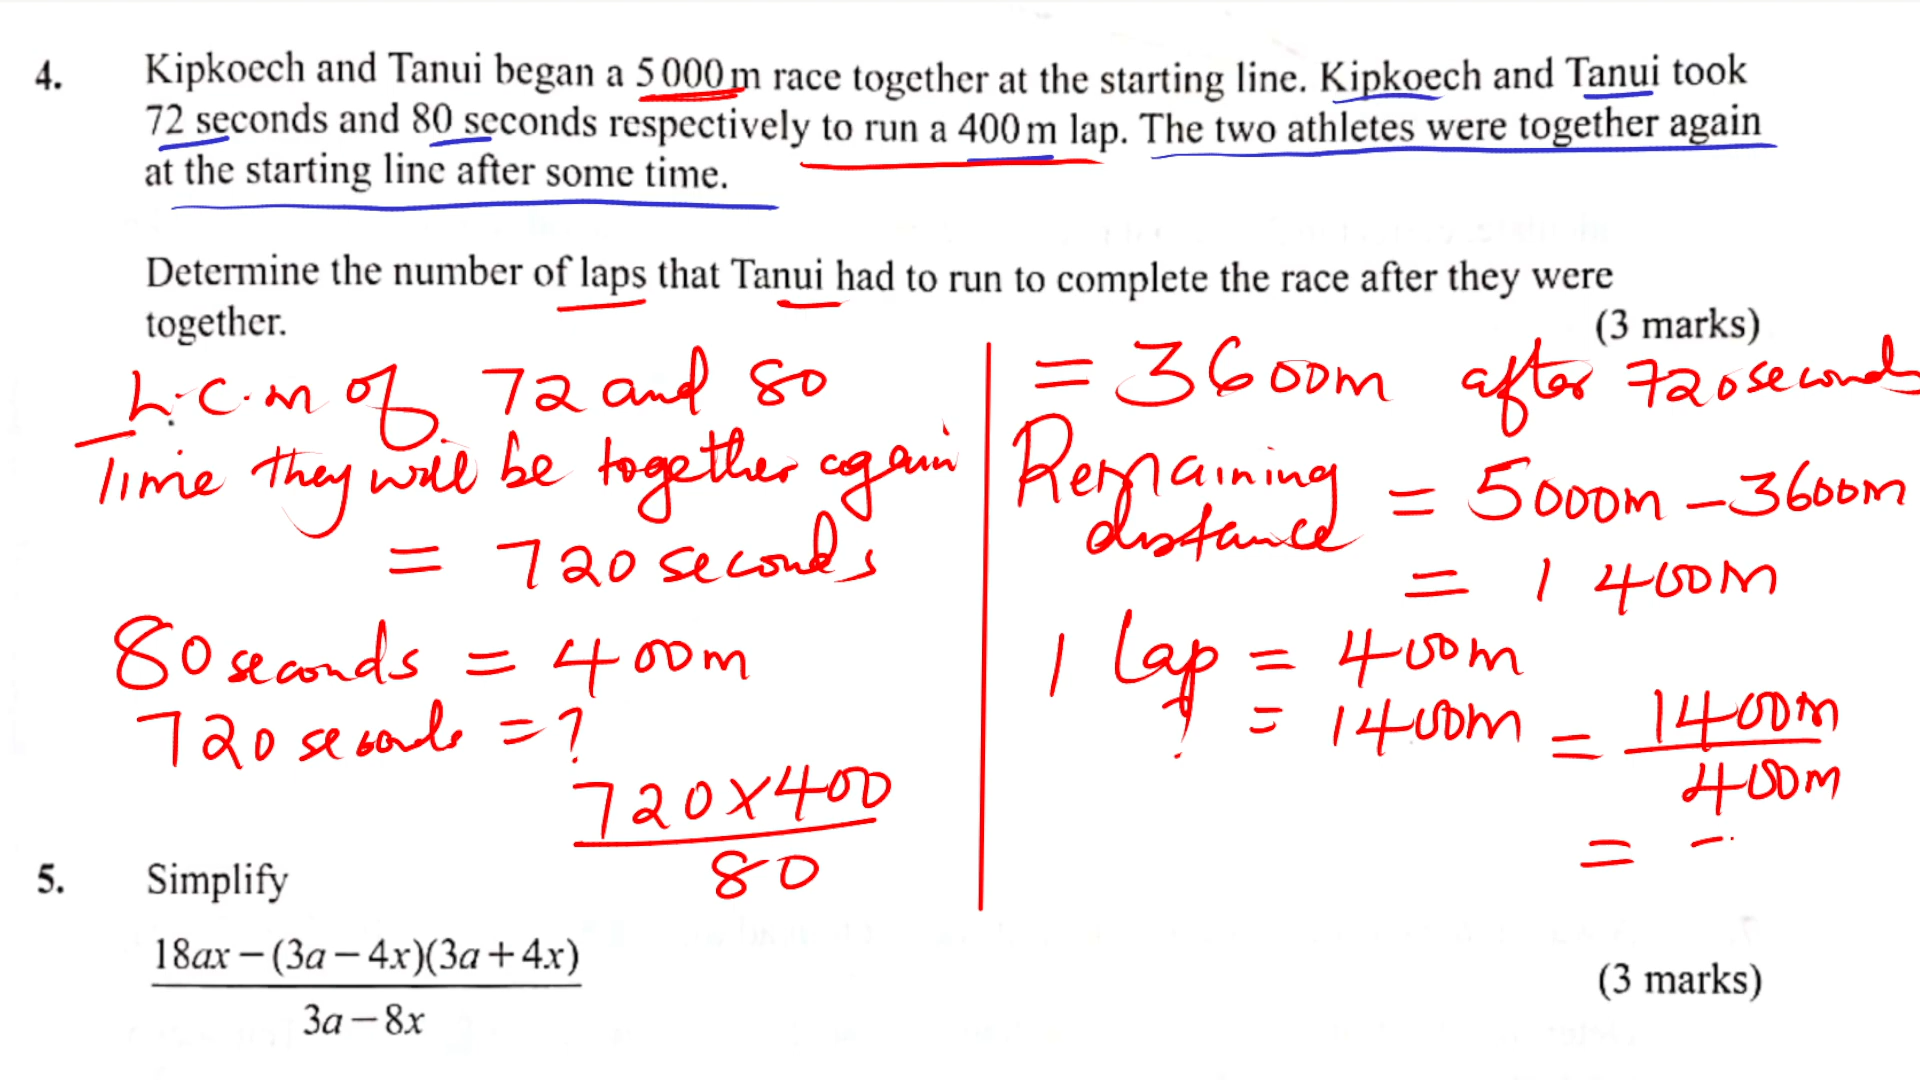 4. Kipkoech and Tanui began a 5 000 m race together at the starting line. Kipkoech and Tanui took
72 seconds and 80 seconds respectively to run a 400 m lap. The two athletes were together again
at the starting line after some time.
Determine the number of laps that Tanui had to run to complete the race after they were
together. (3 marks)
L.C.M of 72 and 80
Time they will be together again
= 720 seconds
80 seconds = 400m
720 seconds = ?
720 x 400
80
= 3600m after 720 seconds
Remaining distance = 5000m - 3600m
= 1400m
1 lap = 400m
? = 1400m = 1400m
400m
=
5. Simplify
18ax − (3a − 4x)(3a + 4x)
3a − 8x
(3 marks)